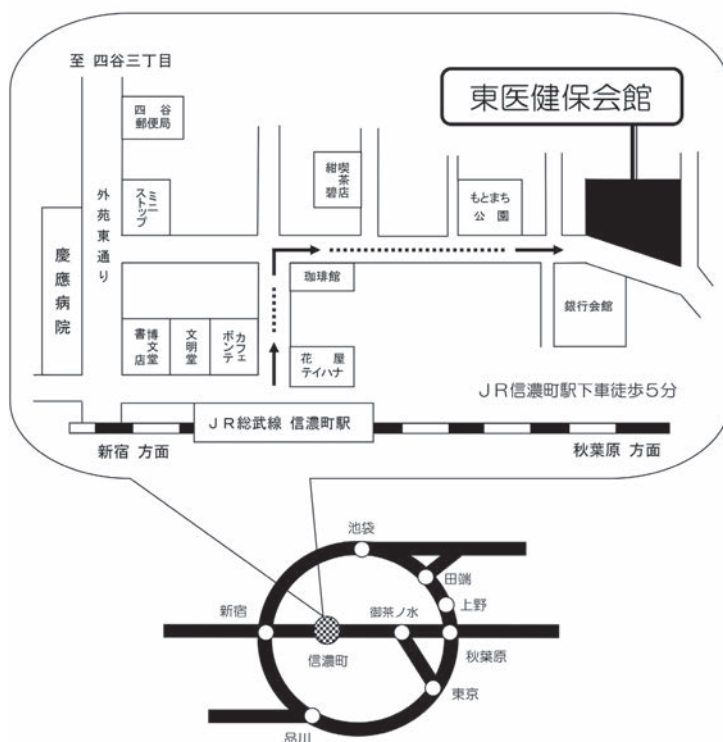 至 四谷三丁目
東医健保会館
四谷
郵便局
外苑東通り
ミニ
ストップ
喫茶店
紺碧
もとまち
公園
慶應病院
珈琲館
銀行会館
博文堂
書店
文明堂
カフェ
ボンテ
花屋
テイハナ
JR信濃町駅下車徒歩5分
JR総武線 信濃町駅
新宿 方面
秋葉原 方面
池袋
田端
上野
新宿
御茶ノ水
信濃町
秋葉原
東京
品川